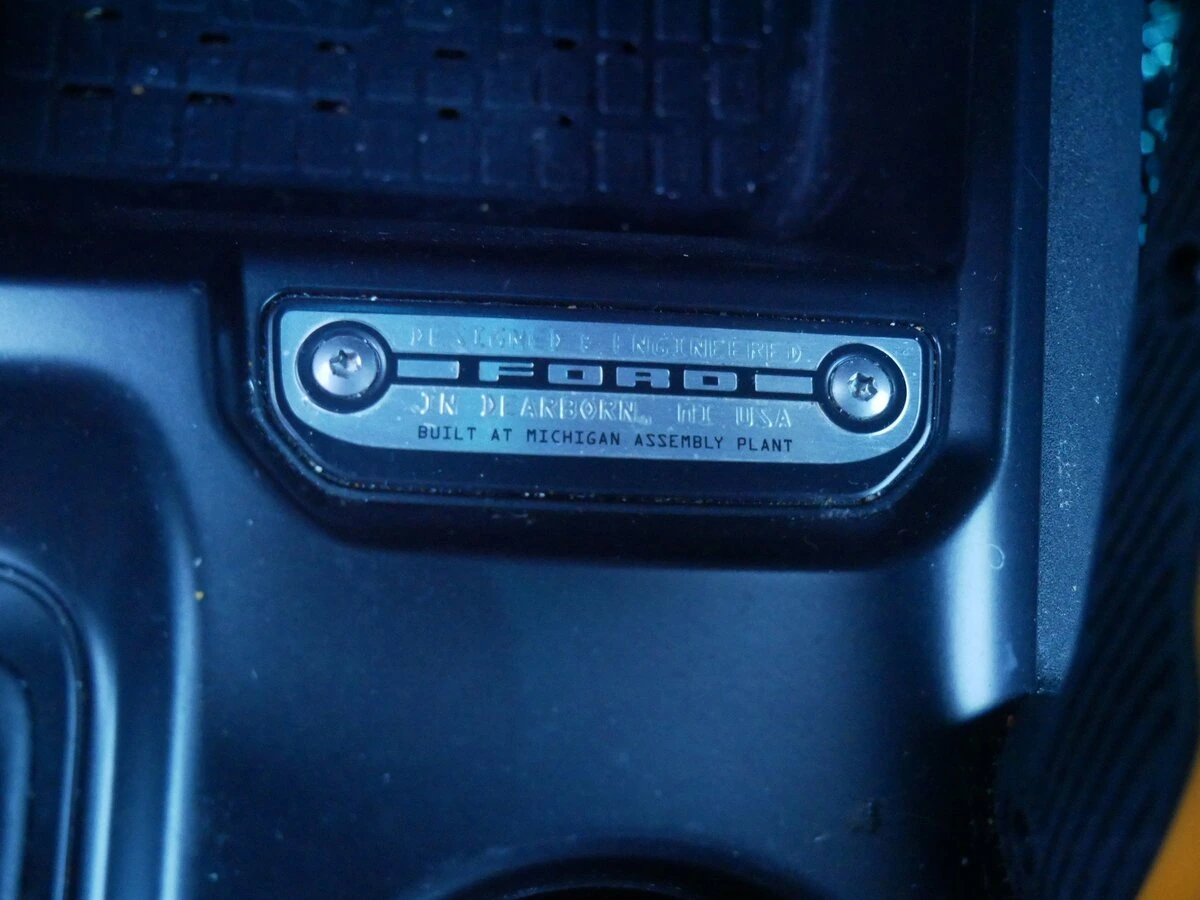 DESIGNED & ENGINEERED
FORD
IN DEARBORN, MI USA
BUILT AT MICHIGAN ASSEMBLY PLANT